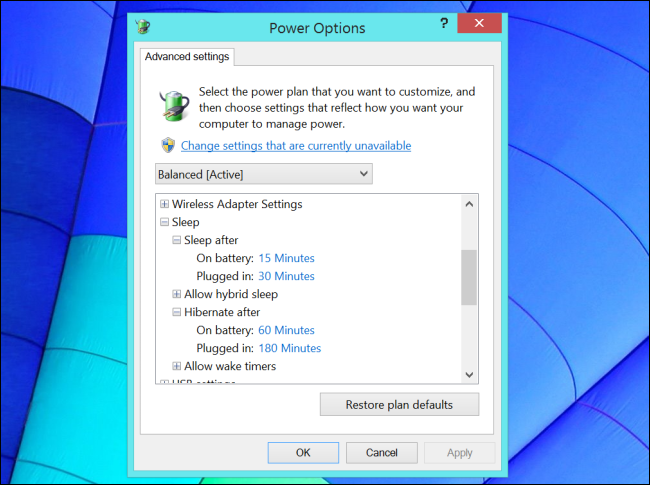 Power Options
?
Advanced settings
Select the power plan that you want to customize, and
then choose settings that reflect how you want your
computer to manage power.
Change settings that are currently unavailable
Balanced [Active]
Wireless Adapter Settings
Sleep
Sleep after
On battery: 15 Minutes
Plugged in: 30 Minutes
Allow hybrid sleep
Hibernate after
On battery: 60 Minutes
Plugged in: 180 Minutes
Allow wake timers
USB settings
Restore plan defaults
OK
Cancel
Apply